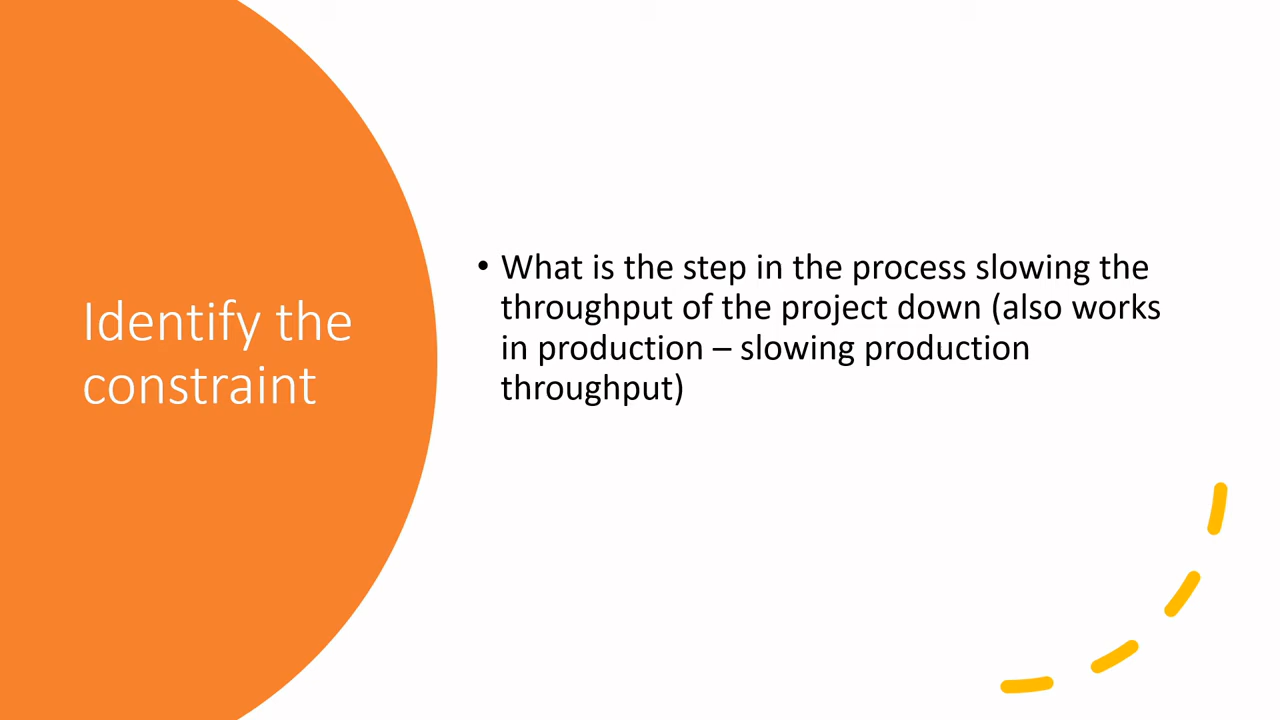 Identify the
constraint
• What is the step in the process slowing the
throughput of the project down (also works
in production – slowing production
throughput)